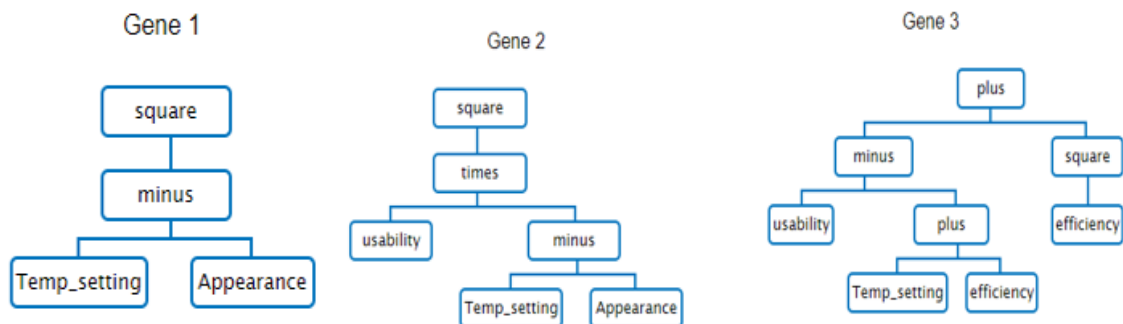 Gene 1
square
minus
Temp_setting
Appearance
Gene 2
square
times
usability
minus
Temp_setting
Appearance
Gene 3
plus
minus
square
usability
plus
efficiency
Temp_setting
efficiency